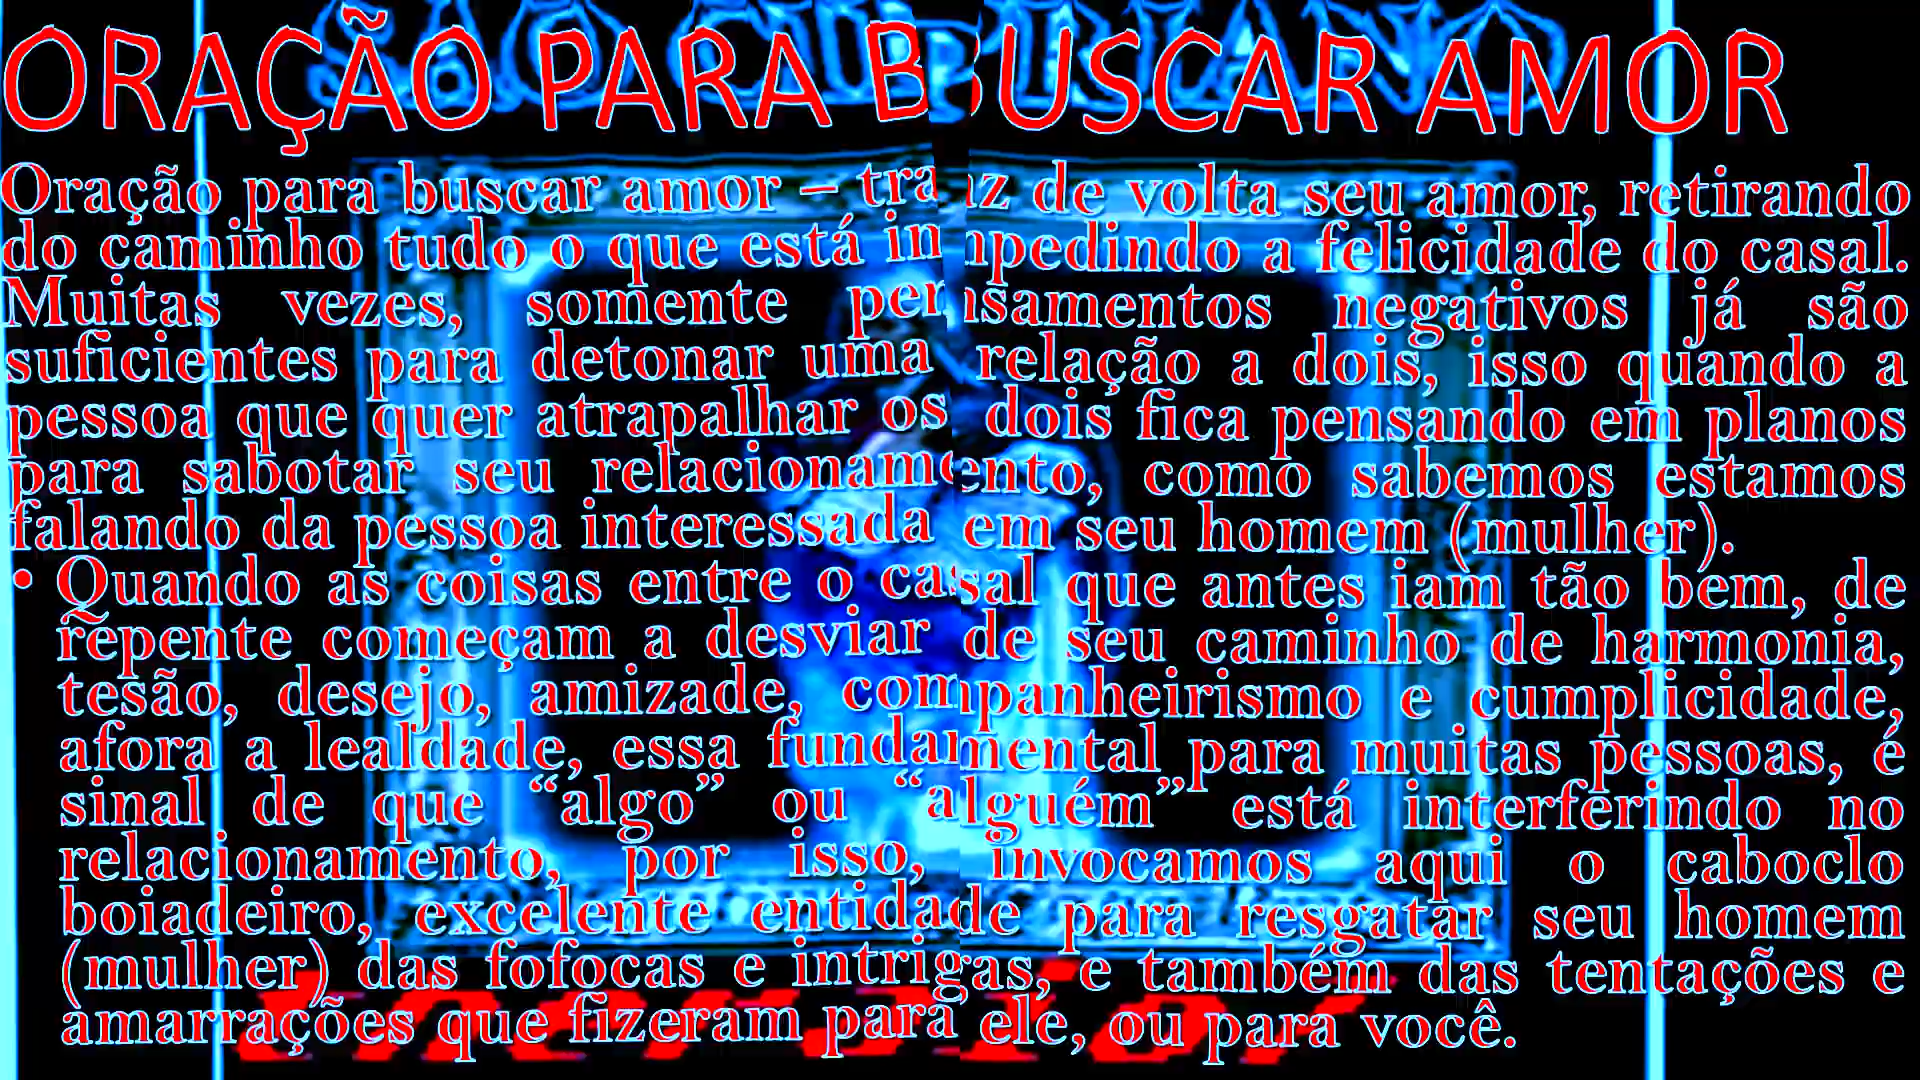 SÃO CIPRIANO
ORAÇÃO PARA BUSCAR AMOR
Oração para buscar amor – traz de volta seu amor, retirando
do caminho tudo o que está impedindo a felicidade do casal.
Muitas vezes, somente pensamentos negativos já são
suficientes para detonar uma relação a dois, isso quando a
pessoa que quer atrapalhar os dois fica pensando em planos
para sabotar seu relacionamento, como sabemos estamos
falando da pessoa interessada em seu homem (mulher).
• Quando as coisas entre o casal que antes iam tão bem, de
repente começam a desviar de seu caminho de harmonia,
tesão, desejo, amizade, companheirismo e cumplicidade,
afora a lealdade, essa fundamental para muitas pessoas, é
sinal de que “algo” ou “alguém” está interferindo no
relacionamento, por isso, invocamos aqui o caboclo
boiadeiro, excelente entidade para resgatar seu homem
(mulher) das fofocas e intrigas, e também das tentações e
amarrações que fizeram para ele, ou para você.